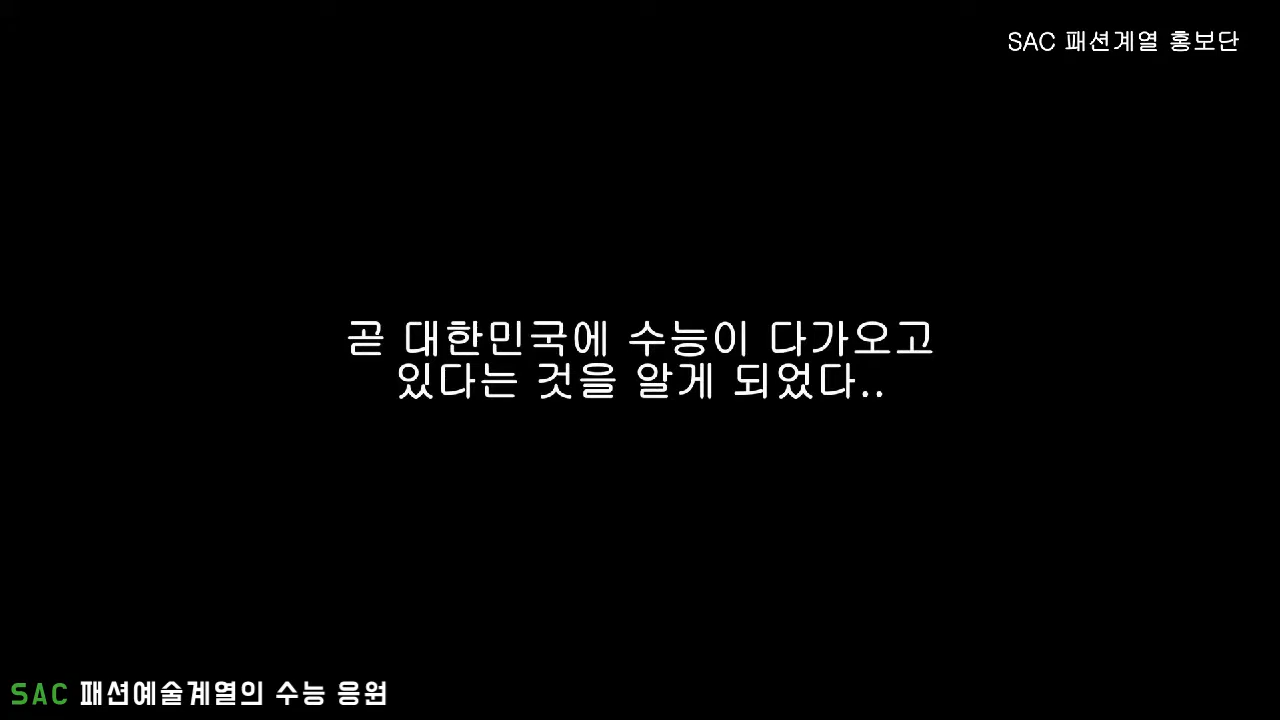 SAC 패션계열 홍보단
곧 대한민국에 수능이 다가오고
있다는 것을 알게 되었다..
SAC 패션예술계열의 수능 응원